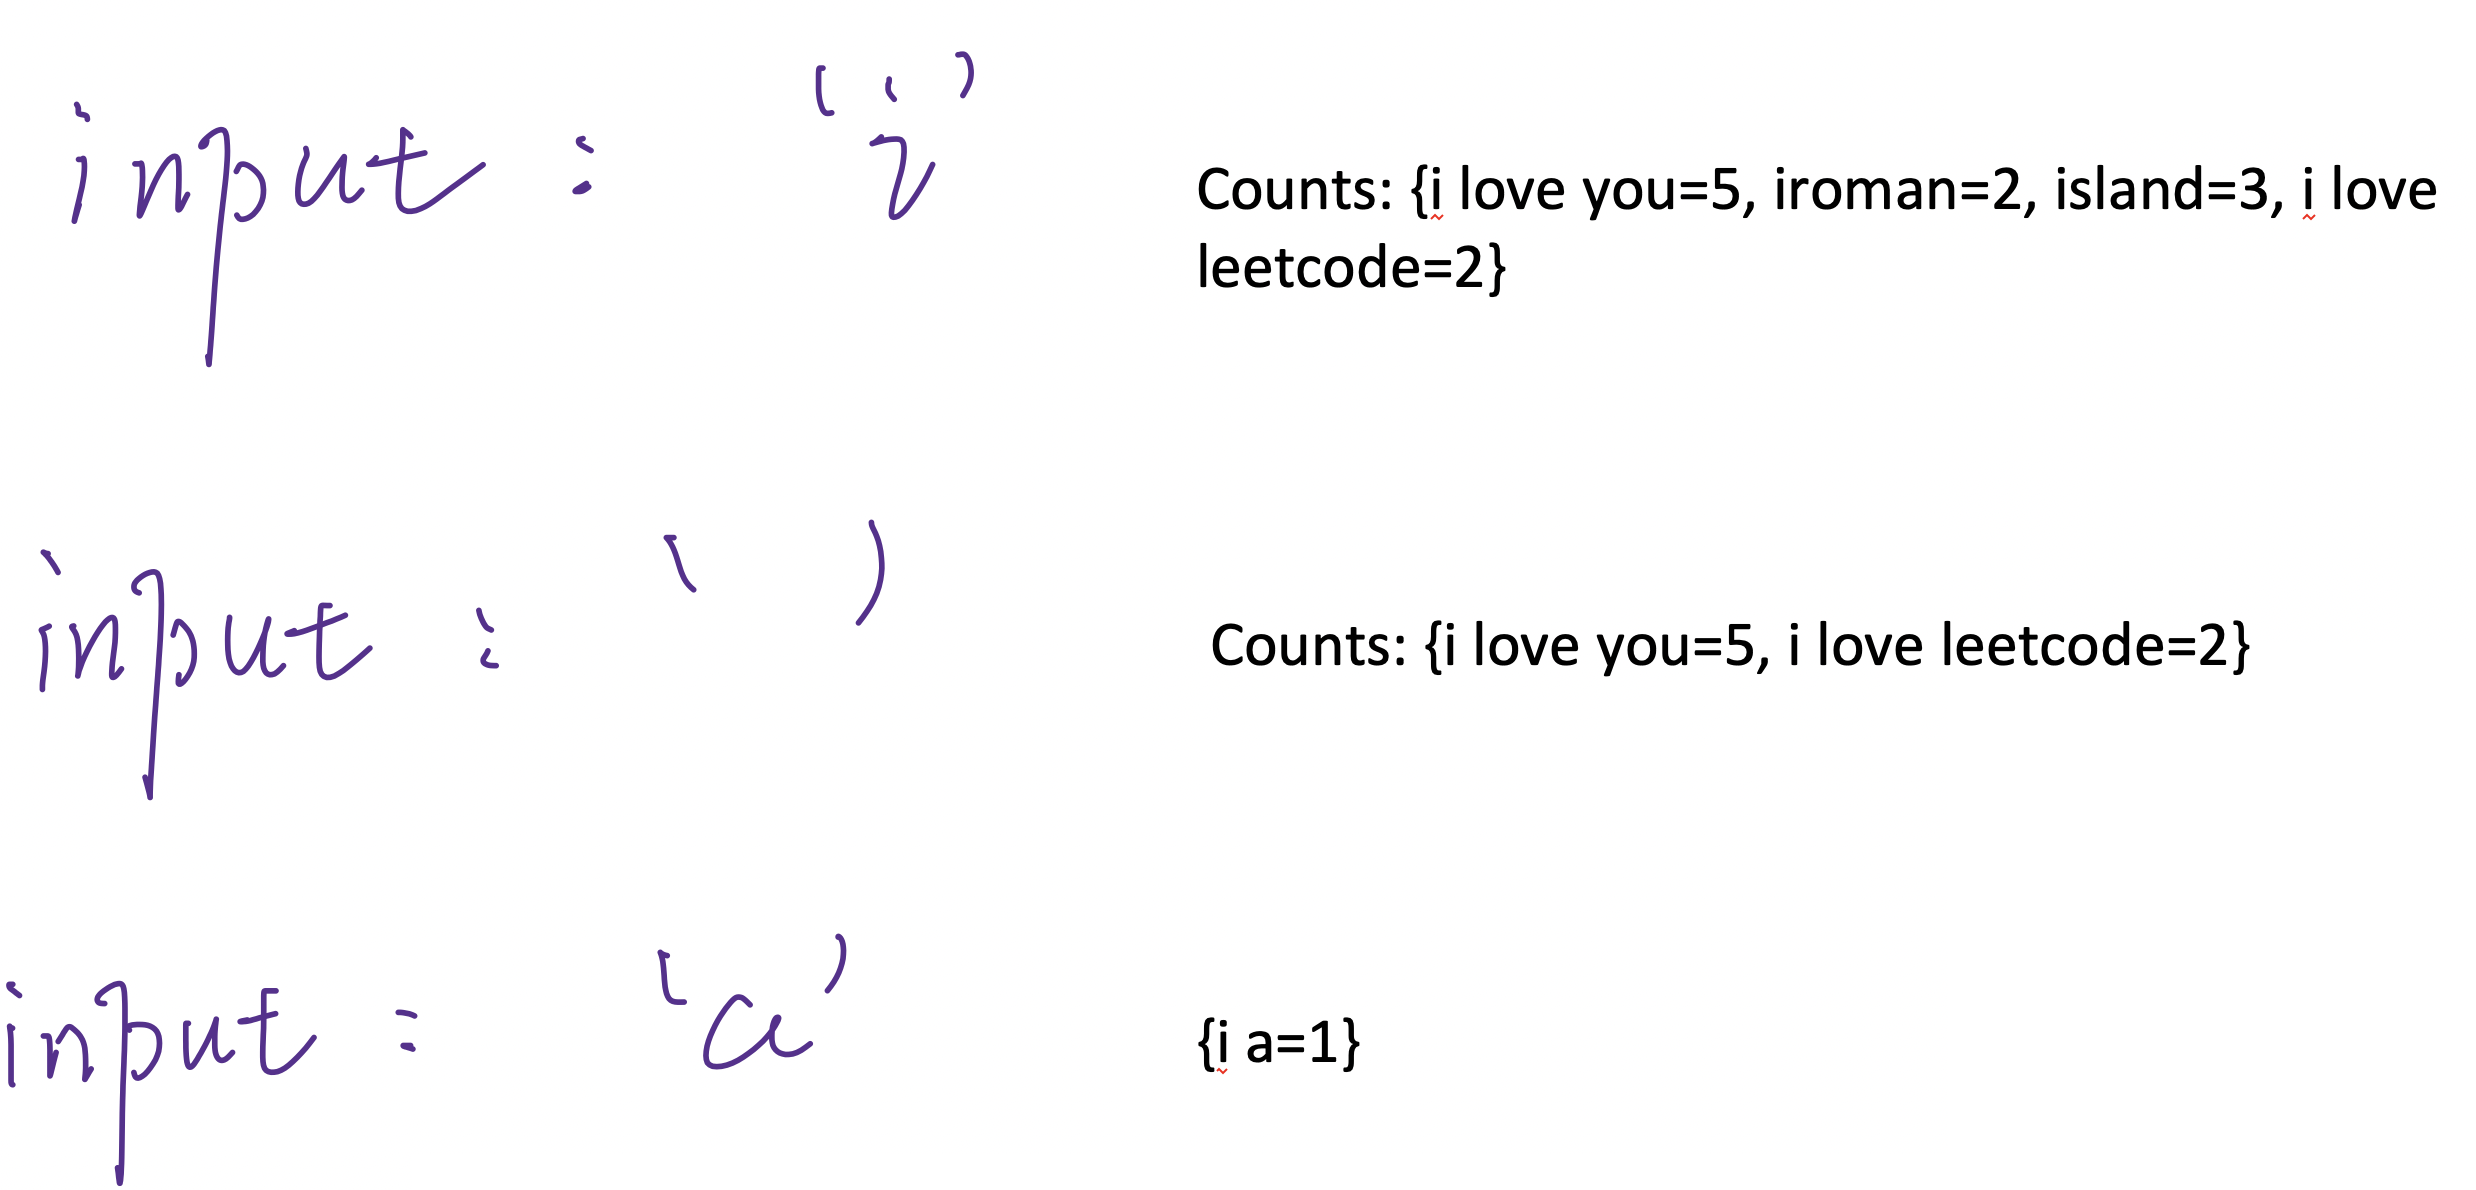 input : 'i'
Counts: {i love you=5, iroman=2, island=3, i love
leetcode=2}
input : ' '
Counts: {i love you=5, i love leetcode=2}
input : 'a'
{i a=1}